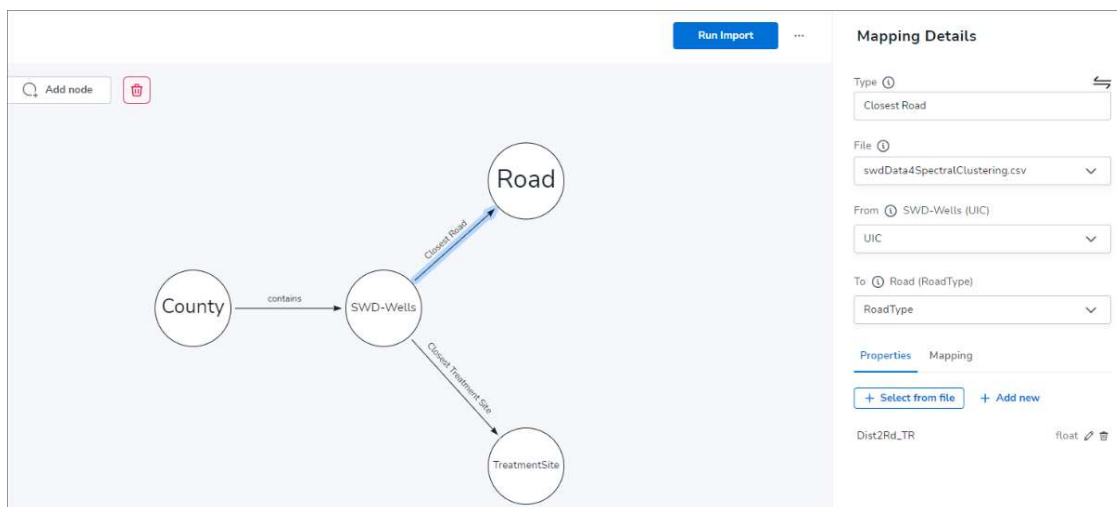 Run Import
...
Mapping Details
Add node
Type
Closest Road
File
swdData4SpectralClustering.csv
From SWD-Wells (UIC)
UIC
To Road (RoadType)
RoadType
Properties Mapping
+ Select from file + Add new
Dist2Rd_TR float
Road
Closest Road
County
contains
SWD-Wells
Closest Treatment Site
TreatmentSite